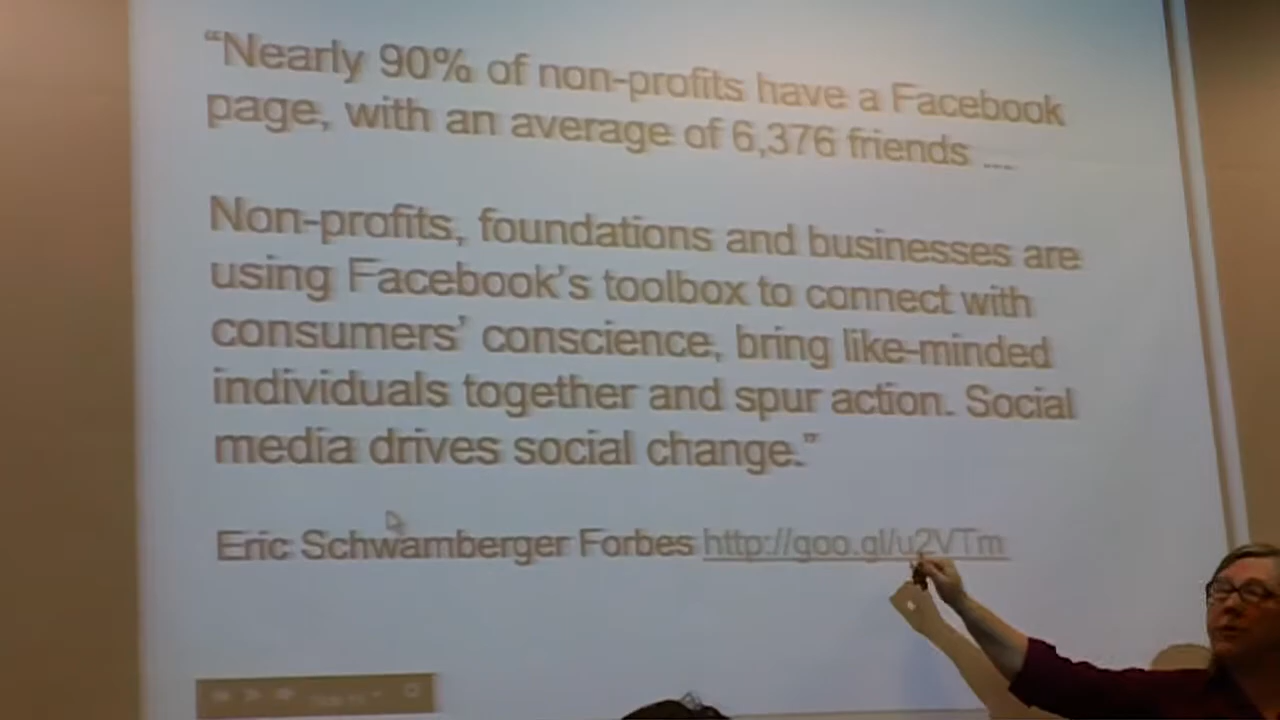 “Nearly 90% of non-profits have a Facebook
page, with an average of 6,376 friends ....
Non-profits, foundations and businesses are
using Facebook’s toolbox to connect with
consumers’ conscience, bring like-minded
individuals together and spur action. Social
media drives social change.”
Eric Schwamberger Forbes http://goo.gl/u2VTm